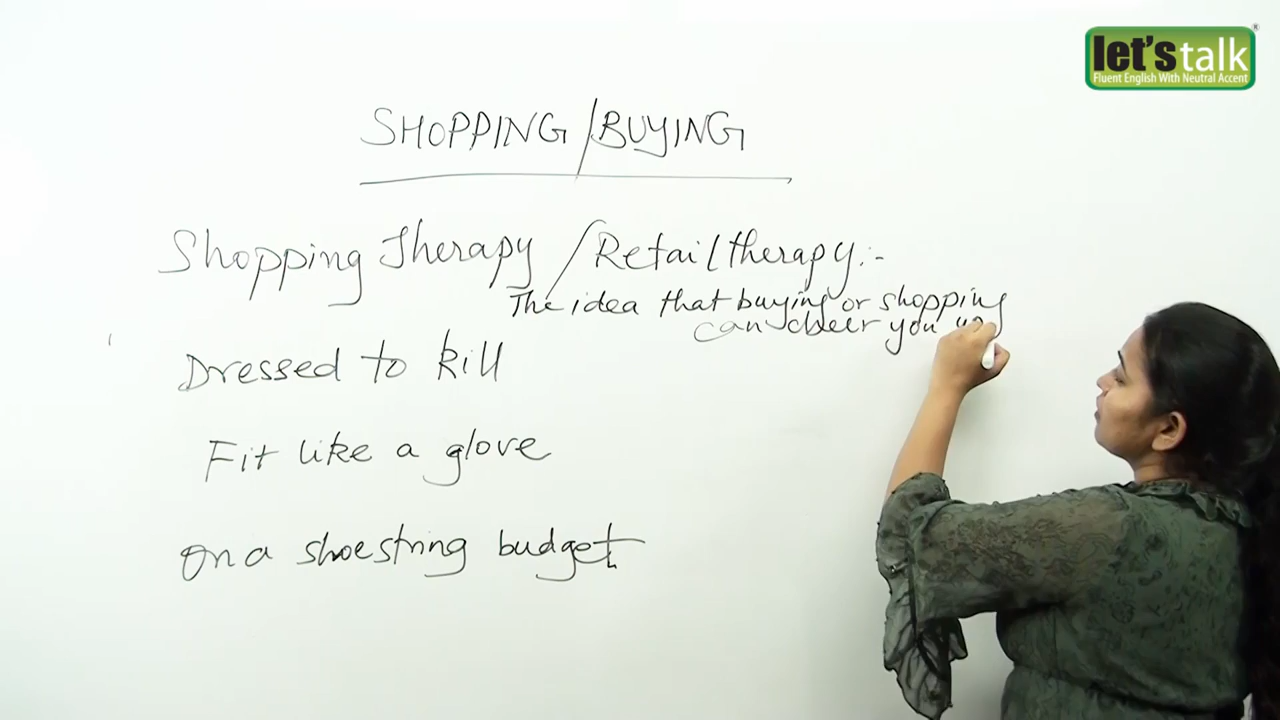 let's talk
Fluent English With Neutral Accent
SHOPPING/BUYING
Shopping Therapy / Retail therapy:-
The idea that buying or shopping
can cheer you
Dressed to kill
Fit like a glove
On a shoestring budget